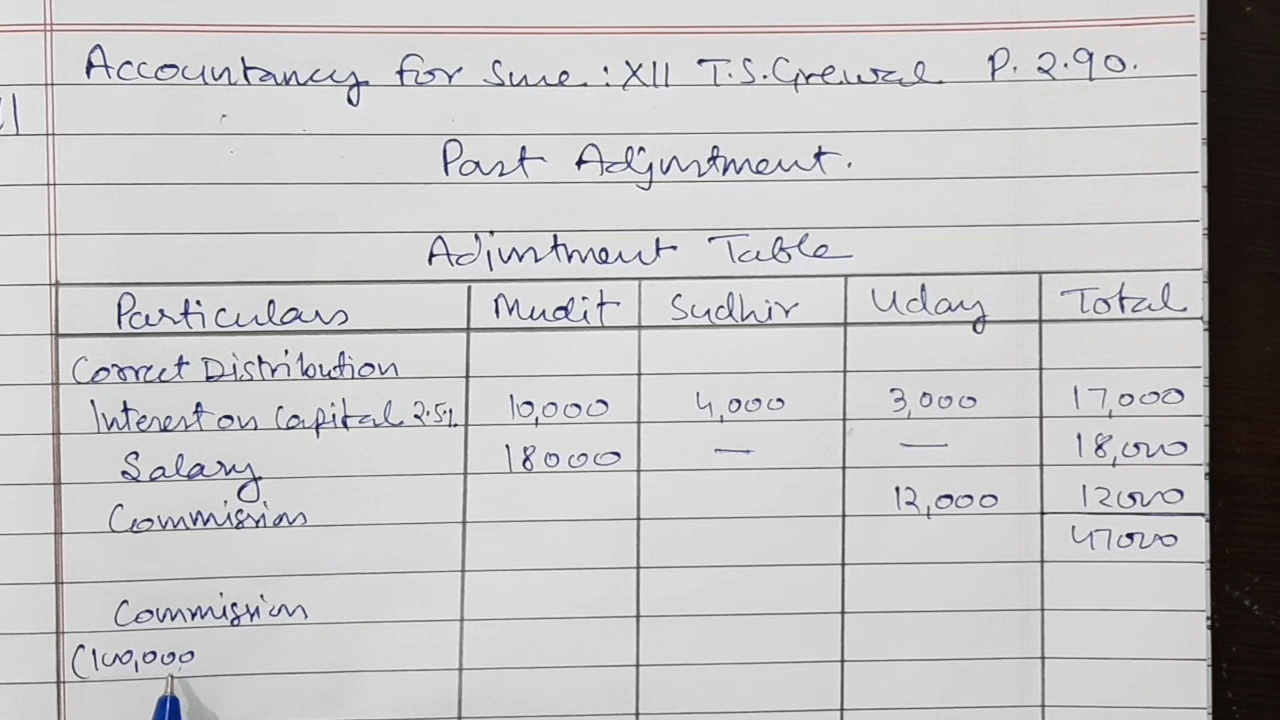 Accountancy for Sure : XII T.S.Grewal P. 2.90.
Past Adjustment.
Adjustment Table
Particulars Mudit Sudhir Uday Total
Correct Distribution
Interest on Capital 2.5% 10,000 4,000 3,000 17,000
Salary 18000 — — 18,000
Commission 12,000 12000
47000
Commission
(100,000